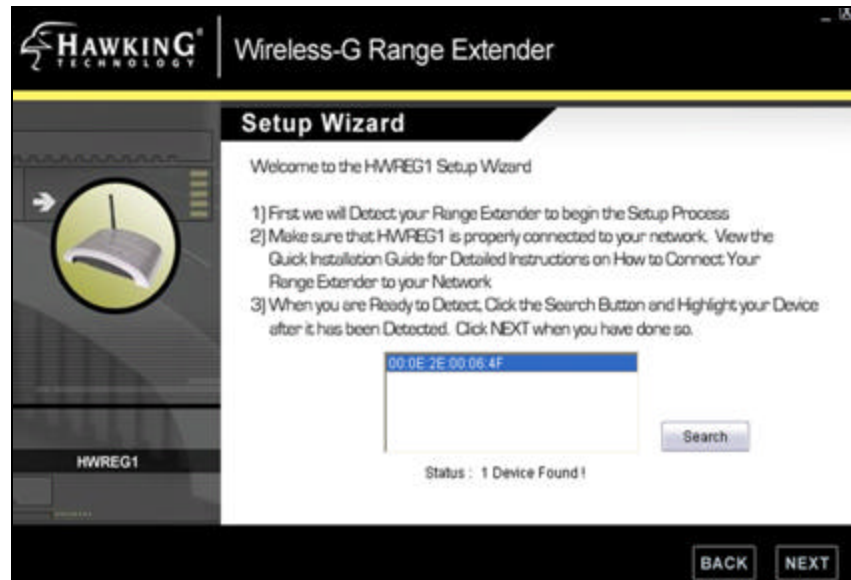 HAWKING®
TECHNOLOGY
Wireless-G Range Extender
Setup Wizard
Welcome to the HWREG1 Setup Wizard
1) First we will Detect your Range Extender to begin the Setup Process
2) Make sure that HWREG1 is properly connected to your network. View the
Quick Installation Guide for Detailed Instructions on How to Connect Your
Range Extender to your Network
3) When you are Ready to Detect, Click the Search Button and Highlight your Device
after it has been Detected. Click NEXT when you have done so.
00:0E:2E:00:06:4F
Search
Status : 1 Device Found !
HWREG1
BACK
NEXT